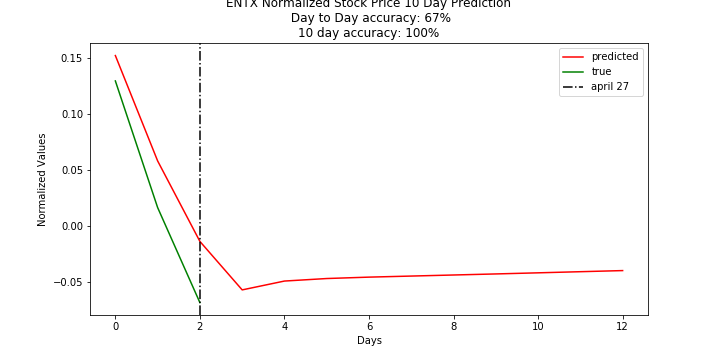 ENTX Normalized Stock Price 10 Day Prediction
Day to Day accuracy: 67%
10 day accuracy: 100%
predicted
true
april 27
Normalized Values
0.15
0.10
0.05
0.00
−0.05
0 2 4 6 8 10 12
Days